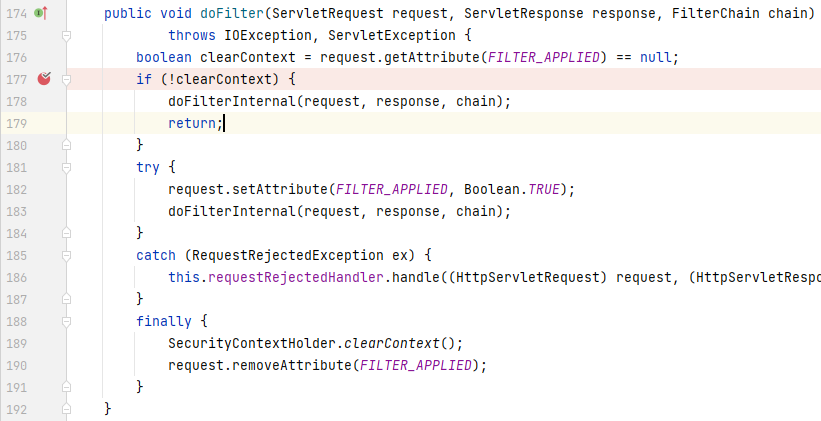 174 public void doFilter(ServletRequest request, ServletResponse response, FilterChain chain)
175 throws IOException, ServletException {
176 boolean clearContext = request.getAttribute(FILTER_APPLIED) == null;
177 if (!clearContext) {
178 doFilterInternal(request, response, chain);
179 return;
180 }
181 try {
182 request.setAttribute(FILTER_APPLIED, Boolean.TRUE);
183 doFilterInternal(request, response, chain);
184 }
185 catch (RequestRejectedException ex) {
186 this.requestRejectedHandler.handle((HttpServletRequest) request, (HttpServletRespo
187 }
188 finally {
189 SecurityContextHolder.clearContext();
190 request.removeAttribute(FILTER_APPLIED);
191 }
192 }